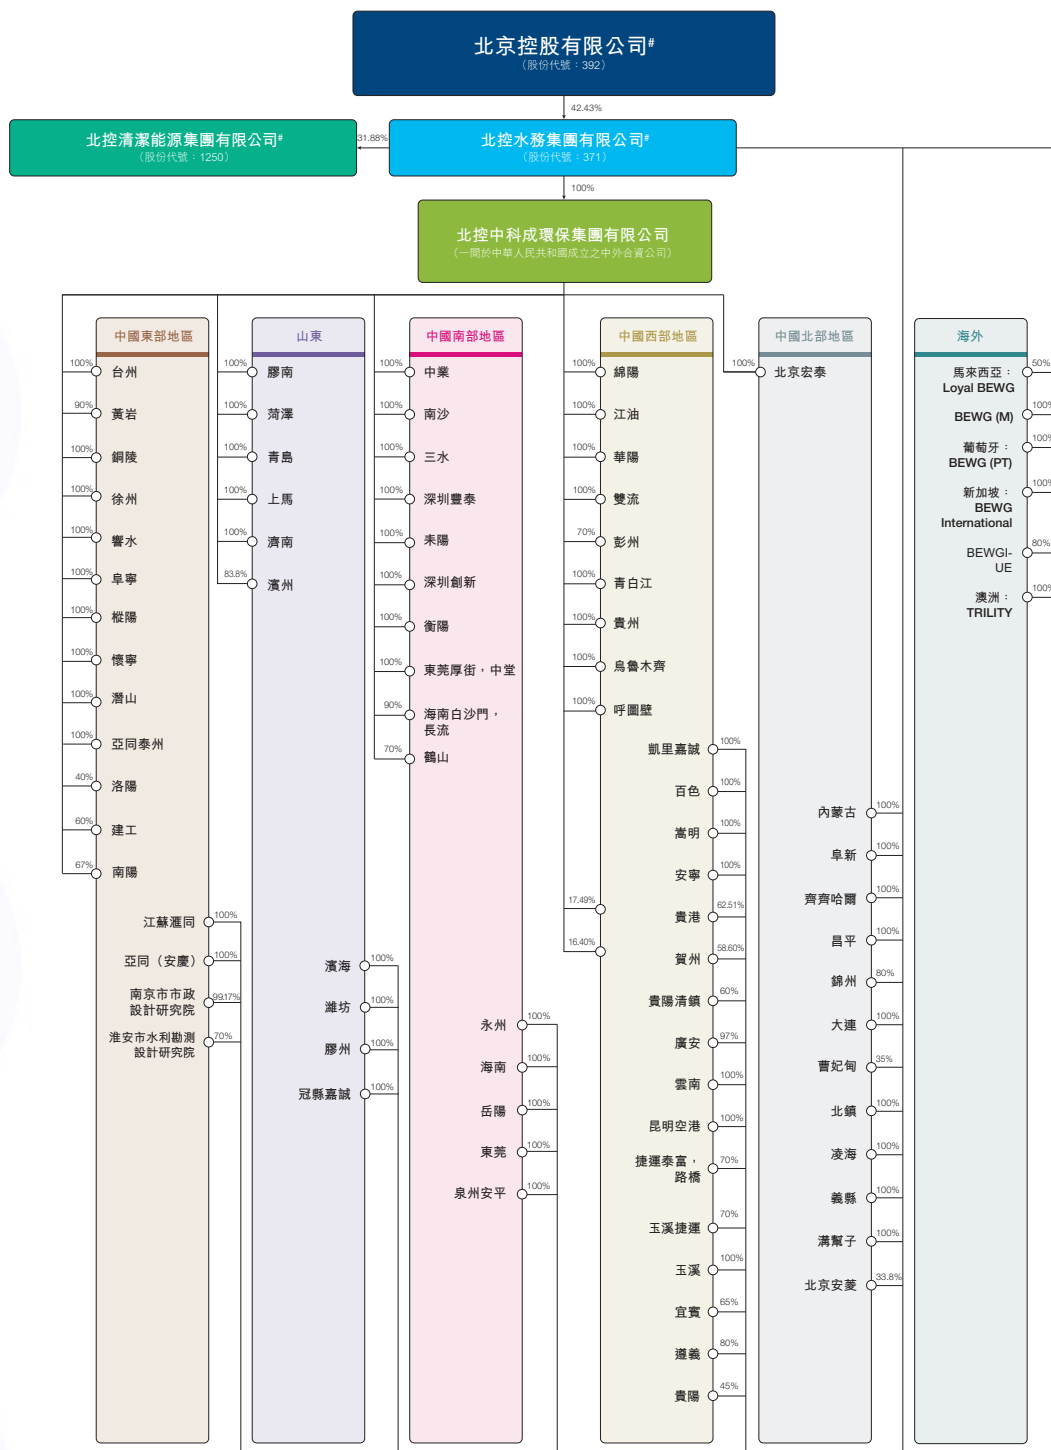 北京控股有限公司#
(股份代號：392)
42.43%
北控清潔能源集團有限公司#
(股份代號：1250)
31.88%
北控水務集團有限公司#
(股份代號：371)
100%
北控中科成環保集團有限公司
(一間於中華人民共和國成立之中外合資公司)
中國東部地區
100% 台州
90% 黃岩
100% 銅陵
100% 徐州
100% 響水
100% 阜寧
100% 樅陽
100% 懷寧
100% 潛山
100% 亞同泰州
40% 洛陽
60% 建工
67% 南陽
江蘇滙同 100%
亞同（安慶） 100%
南京市市政
設計研究院 99.17%
淮安市水利勘測
設計研究院 70%
山東
100% 膠南
100% 菏澤
100% 青島
100% 上馬
100% 濟南
83.8% 濱州
濱海 100%
濰坊 100%
膠州 100%
冠縣嘉誠 100%
中國南部地區
100% 中業
100% 南沙
100% 三水
100% 深圳豐泰
100% 耒陽
100% 深圳創新
100% 衡陽
100% 東莞厚街，中堂
90% 海南白沙門，
長流
70% 鶴山
永州 100%
海南 100%
岳陽 100%
東莞 100%
泉州安平 100%
中國西部地區
100% 綿陽
100% 江油
100% 華陽
100% 雙流
70% 彭州
100% 青白江
100% 貴州
100% 烏魯木齊
100% 呼圖壁
凱里嘉誠 100%
百色 100%
嵩明 100%
安寧 100%
17.49% 貴港 62.51%
16.40% 賀州 58.60%
貴陽清鎮 60%
廣安 97%
雲南 100%
昆明空港 100%
捷運泰富，
路橋 70%
玉溪捷運 70%
玉溪 100%
宜賓 65%
遵義 80%
貴陽 45%
中國北部地區
100% 北京宏泰
內蒙古 100%
阜新 100%
齊齊哈爾 100%
昌平 100%
錦州 80%
大連 100%
曹妃甸 35%
北鎮 100%
凌海 100%
義縣 100%
溝幫子 100%
北京安菱 33.8%
海外
馬來西亞： 50%
Loyal BEWG
BEWG (M) 100%
葡萄牙： 100%
BEWG (PT)
新加坡： 100%
BEWG
International
BEWGI- 80%
UE
澳洲： 100%
TRILITY